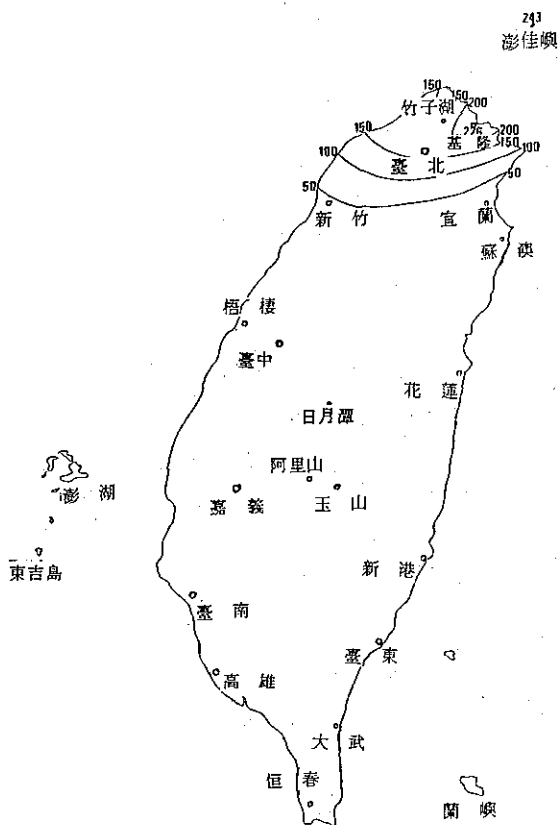 243
澎佳嶼
150
150
竹子湖
200
150
226
200
基隆
150
100
100
臺北
50
50
新竹
宜蘭
蘇澳
梧棲
臺中
花蓮
日月潭
阿里山
澎湖
嘉義
玉山
東吉島
新港
臺南
臺東
高雄
大武
恒春
蘭嶼